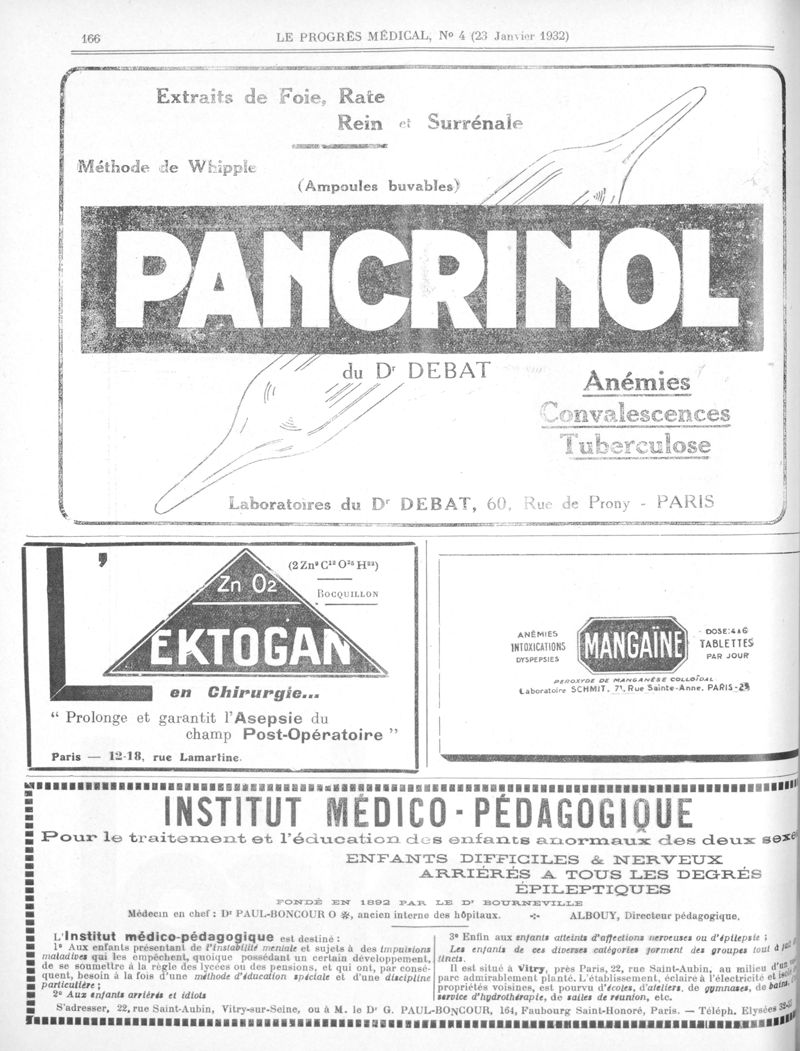 166
LE PROGRÈS MÉDICAL, No 4 (23 Janvier 1932)
Extraits de Foie, Rate
Rein et Surrénale
Méthode de Whipple
(Ampoules buvables)
PANCRINOL
du Dr DEBAT
Anémies
Convalescences
Tuberculose
Laboratoires du Dr DEBAT, 60, Rue de Prony - PARIS
L'
Zn O2
(2 Zn9 C12 O25 H22)
ROCQUILLON
EKTOGAN
en Chirurgie...
“ Prolonge et garantit l'Asepsie du
champ Post-Opératoire ”
Paris — 12-18, rue Lamartine.
ANÉMIES
INTOXICATIONS
DYSPEPSIES
MANGAÏNE
DOSE: 4 A 6
TABLETTES
PAR JOUR
PEROXYDE DE MANGANÈSE COLLOÏDAL
Laboratoire SCHMIT, 71, Rue Sainte-Anne, PARIS-2e
INSTITUT MÉDICO-PÉDAGOGIQUE
Pour le traitement et l'éducation des enfants anormaux des deux sexe
ENFANTS DIFFICILES & NERVEUX
ARRIÉRÉS A TOUS LES DEGRÉS
ÉPILEPTIQUES
FONDÉ EN 1892 PAR LE Dr BOURNEVILLE
Médecin en chef : Dr PAUL-BONCOUR O ✻, ancien interne des hôpitaux. ALBOUY, Directeur pédagogique.
L'Institut médico-pédagogique est destiné :
1o Aux enfants présentant de l'instabilité mentale et sujets à des impulsions
maladives qui les empêchent, quoique possédant un certain développement,
de se soumettre à la règle des lycées ou des pensions, et qui ont, par consé-
quent, besoin à la fois d'une méthode d'éducation spéciale et d'une discipline
particulière ;
2o Aux enfants arriérés et idiots
3o Enfin aux enfants atteints d'affections nerveuses ou d'épilepsie ;
Les enfants de ces diverses catégories forment des groupes tout à fait
tincts.
Il est situé à Vitry, près Paris, 22, rue Saint-Aubin, au milieu d'un
parc admirablement planté. L'établissement, éclairé à l'électricité et
propriétés voisines, est pourvu d'écoles, d'ateliers, de gymnases, de bains,
service d'hydrothérapie, de salles de réunion, etc.
S'adresser, 22, rue Saint-Aubin, Vitry-sur-Seine, ou à M. le Dr G. PAUL-BONCOUR, 164, Faubourg Saint-Honoré, Paris. — Téléph. Elysées